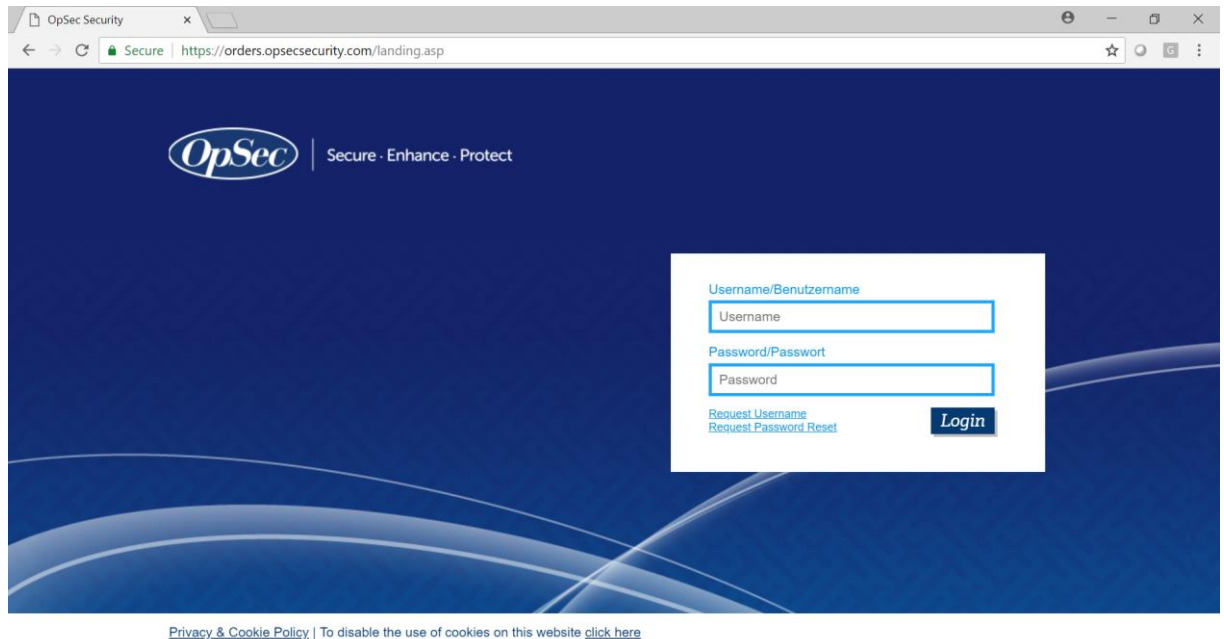 OpSec Security
Secure | https://orders.opsecsecurity.com/landing.asp
G
OpSec | Secure · Enhance · Protect
Username/Benutzername
Username
Password/Passwort
Password
Request Username
Request Password Reset
Login
Privacy & Cookie Policy | To disable the use of cookies on this website click here